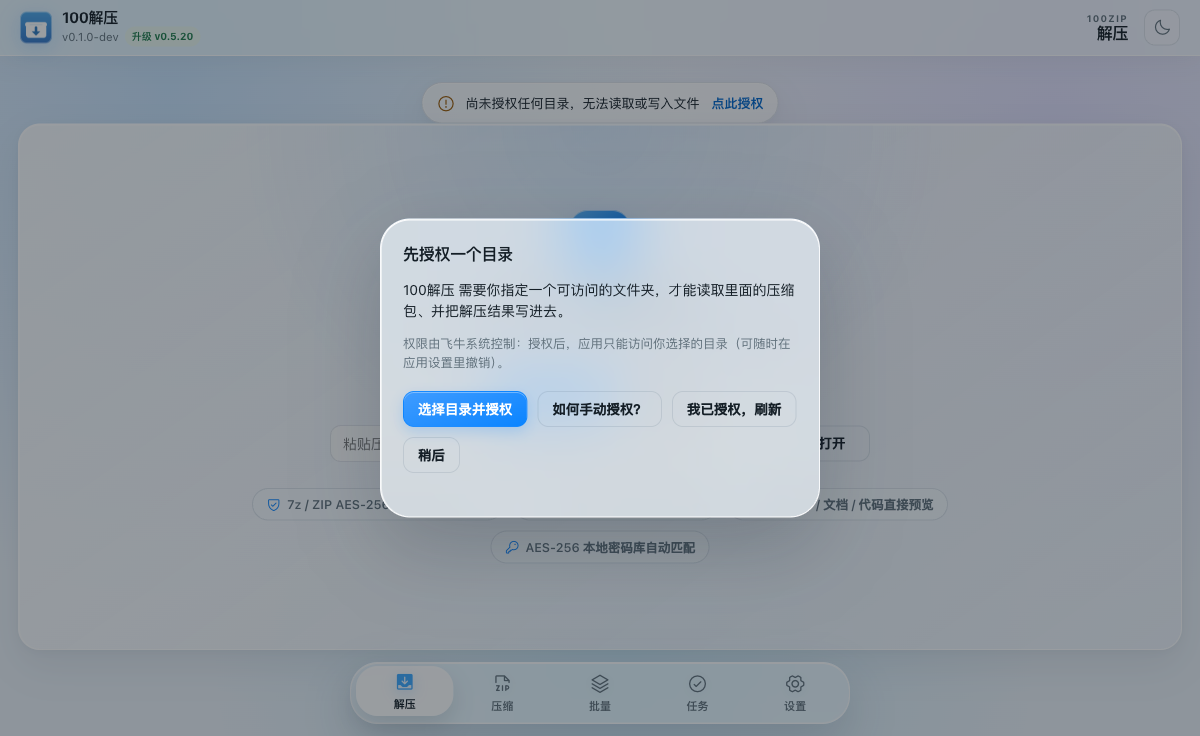 100解压
v0.1.0-dev 升级 v0.5.20
100ZIP
解压
尚未授权任何目录，无法读取或写入文件 点此授权
先授权一个目录
100解压 需要你指定一个可访问的文件夹，才能读取里面的压缩
包、并把解压结果写进去。
权限由飞牛系统控制：授权后，应用只能访问你选择的目录（可随时在
应用设置里撤销）。
选择目录并授权 如何手动授权？ 我已授权，刷新
稍后
粘贴压 打开
7z / ZIP AES-256 / 文档 / 代码直接预览
AES-256 本地密码库自动匹配
ZIP
解压 压缩 批量 任务 设置